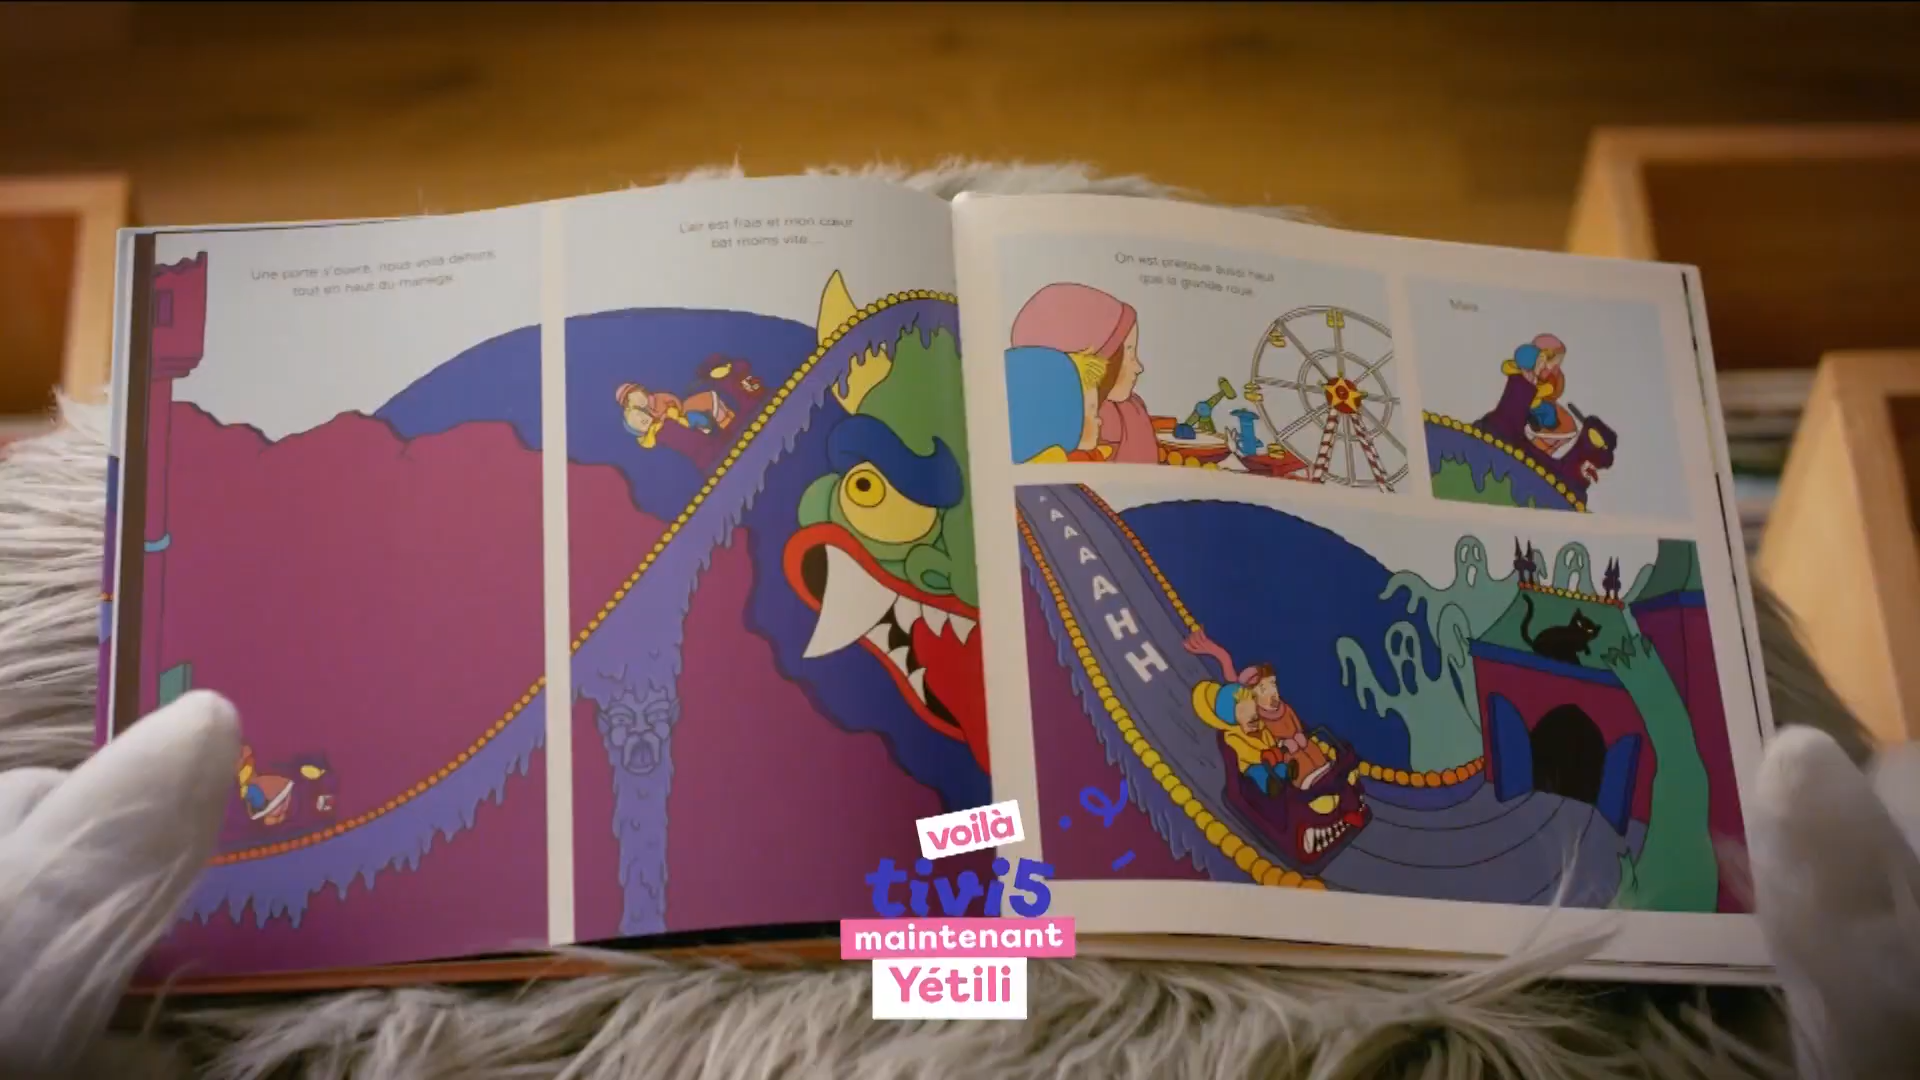 Une porte s'ouvre, nous voilà dehors,
tout en haut du manège.
L'air est frais et mon cœur
bat moins vite...
On est presque aussi haut
que la grande roue.
Mais...
AAAAAHH
voilà
tivi5
maintenant
Yétili